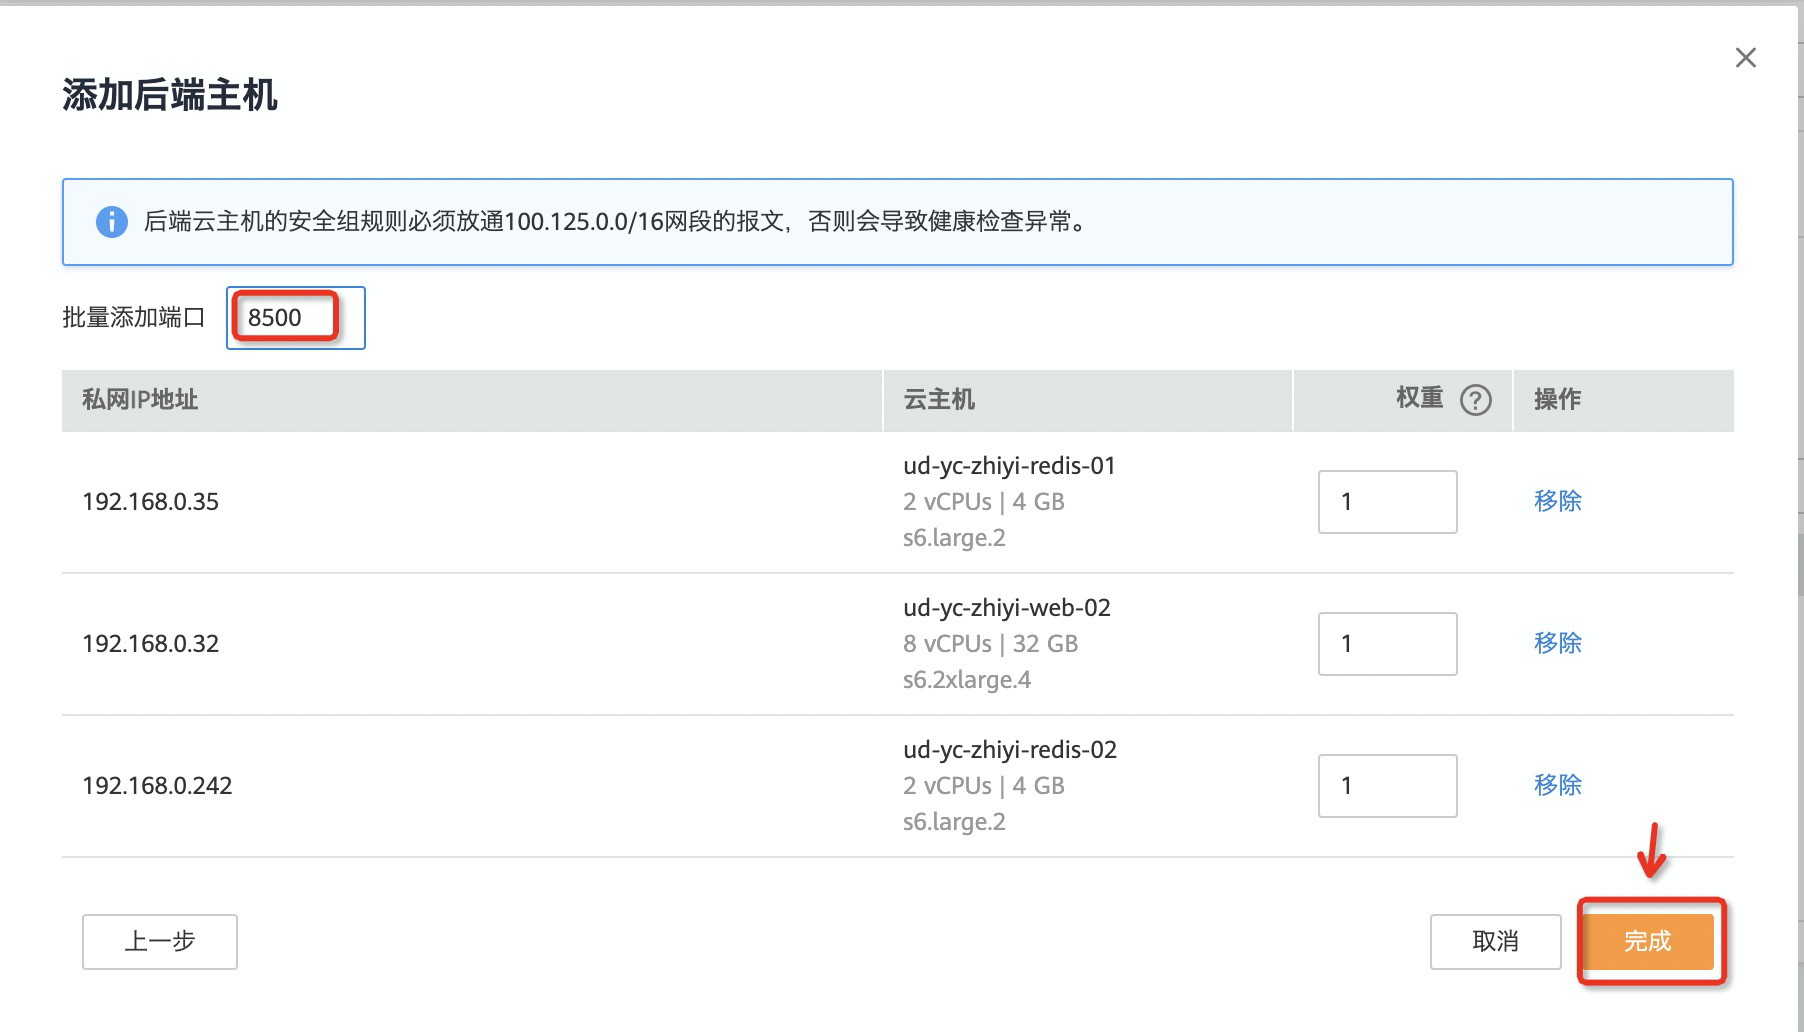 添加后端主机
后端云主机的安全组规则必须放通100.125.0.0/16网段的报文，否则会导致健康检查异常。
批量添加端口 8500
私网IP地址 云主机 权重 ? 操作
192.168.0.35
ud-yc-zhiyi-redis-01
2 vCPUs | 4 GB
s6.large.2
1 移除
192.168.0.32
ud-yc-zhiyi-web-02
8 vCPUs | 32 GB
s6.2xlarge.4
1 移除
192.168.0.242
ud-yc-zhiyi-redis-02
2 vCPUs | 4 GB
s6.large.2
1 移除
上一步 取消 完成